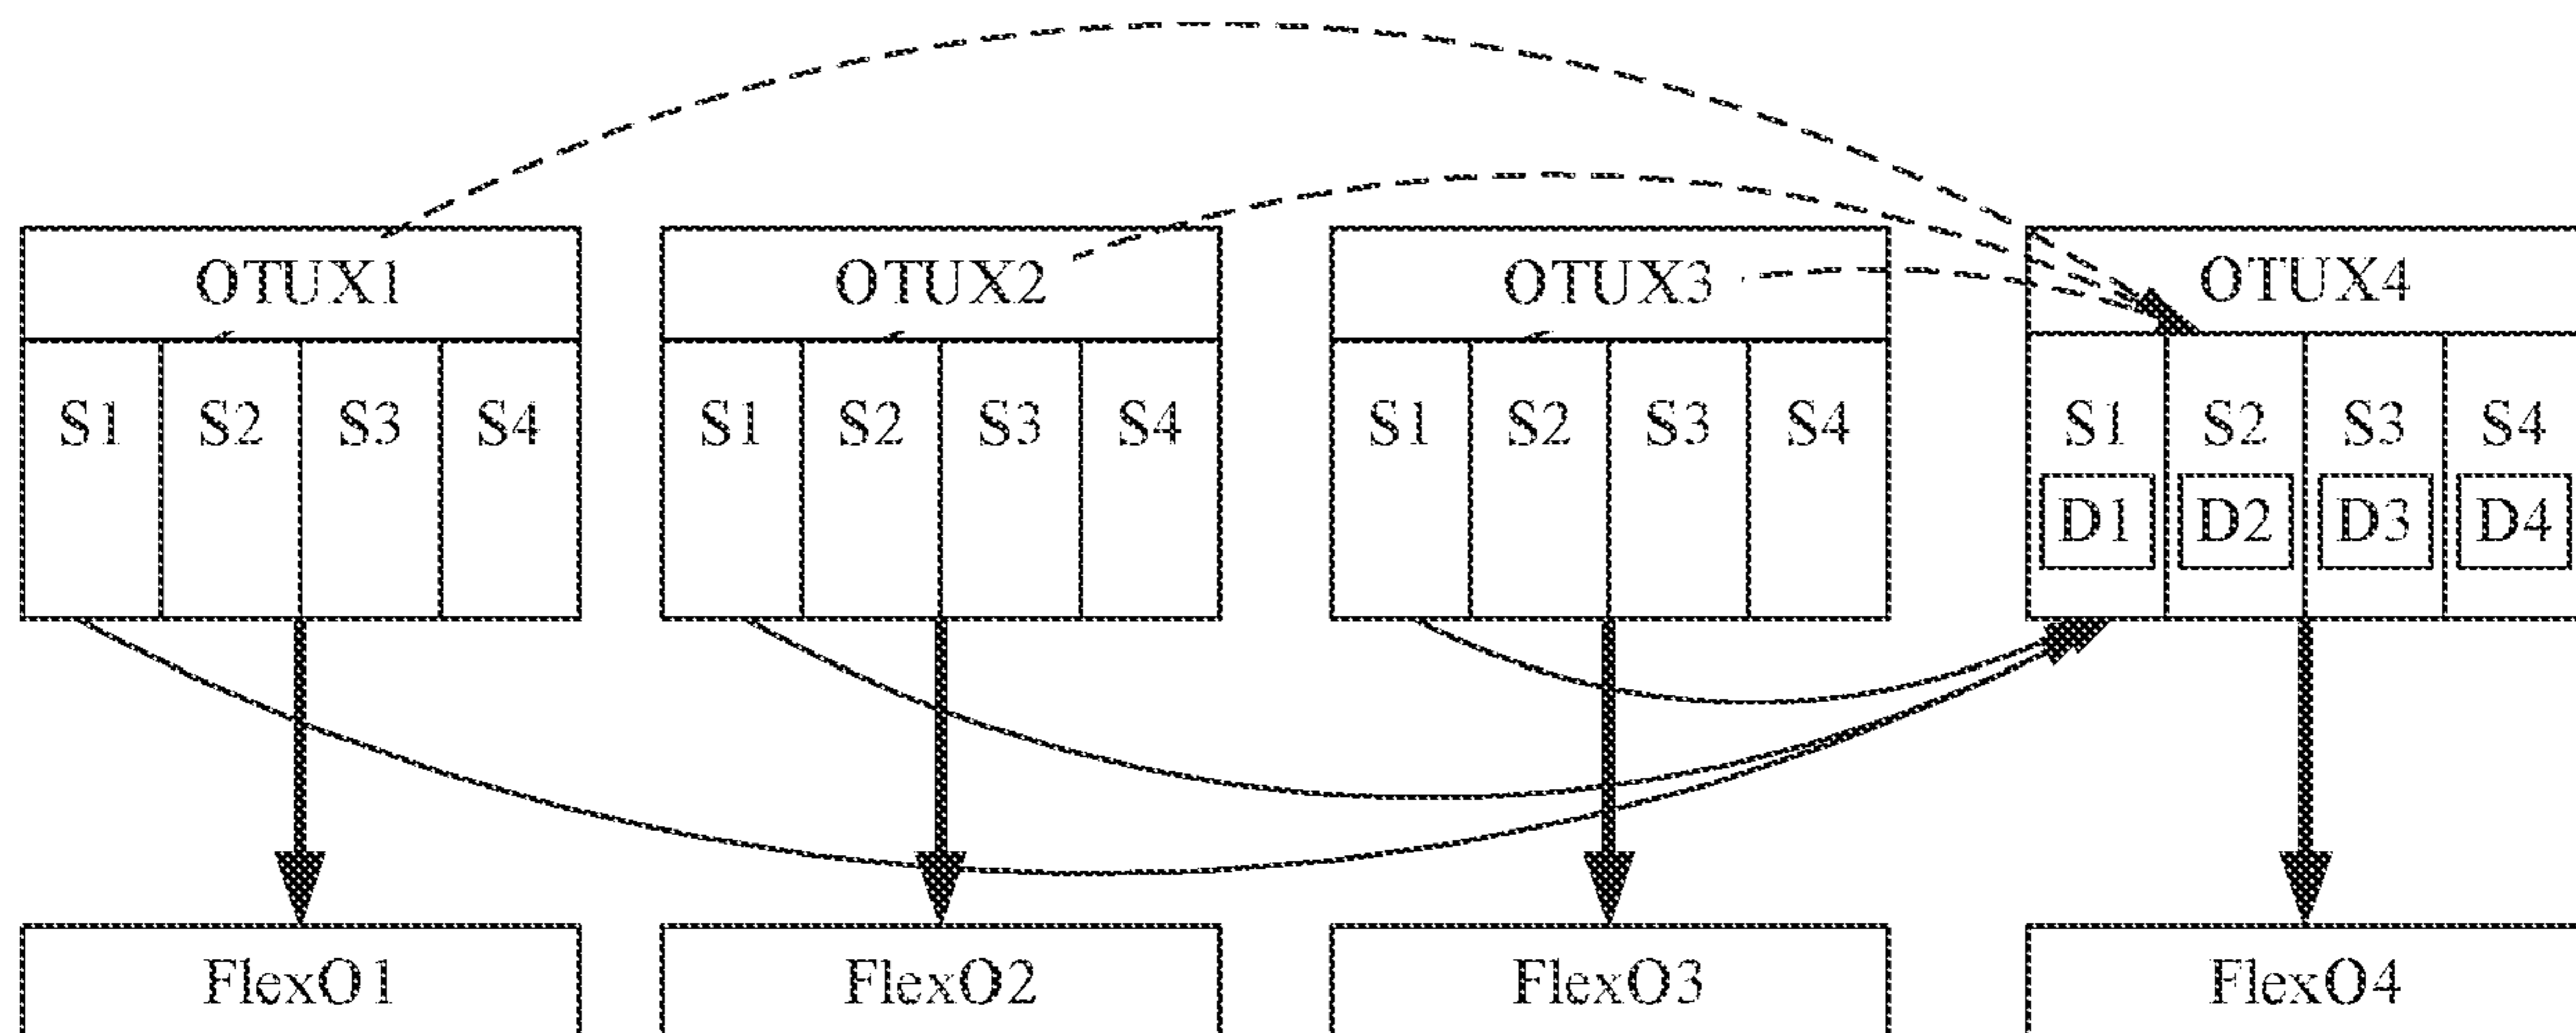 OTUX1 OTUX2 OTUX3 OTUX4
S1 S2 S3 S4 S1 S2 S3 S4 S1 S2 S3 S4 S1 S2 S3 S4
D1 D2 D3 D4
FlexO1 FlexO2 FlexO3 FlexO4